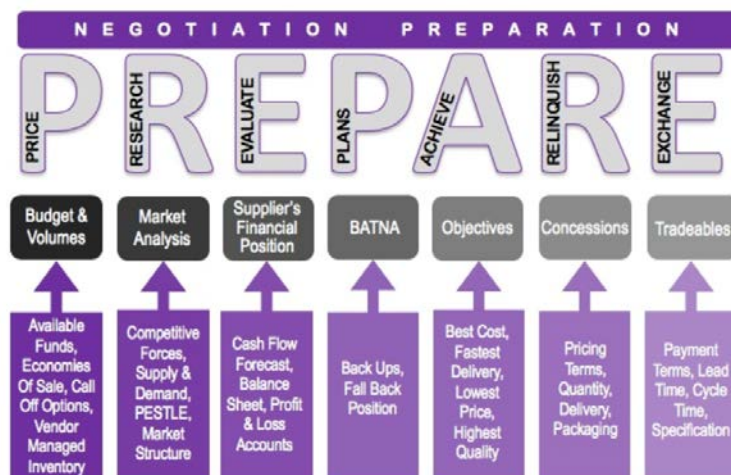 NEGOTIATION PREPARATION
PREPARE
PRICE
RESEARCH
EVALUATE
PLANS
ACHIEVE
RELINQUISH
EXCHANGE
Budget &
Volumes
Market
Analysis
Supplier's
Financial
Position
BATNA
Objectives
Concessions
Tradeables
Available
Funds,
Economies
Of Sale, Call
Off Options,
Vendor
Managed
Inventory
Competitive
Forces,
Supply &
Demand,
PESTLE,
Market
Structure
Cash Flow
Forecast,
Balance
Sheet, Profit
& Loss
Accounts
Back Ups,
Fall Back
Position
Best Cost,
Fastest
Delivery,
Lowest
Price,
Highest
Quality
Pricing
Terms,
Quantity,
Delivery,
Packaging
Payment
Terms, Lead
Time, Cycle
Time,
Specification